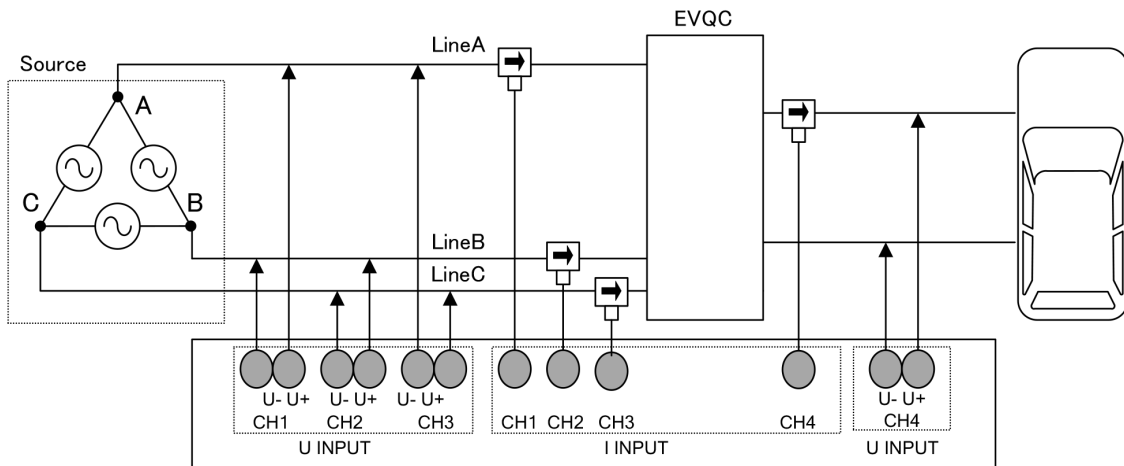 EVQC
LineA
Source
A
C
B
LineB
LineC
U- U+ U- U+ U- U+ U- U+
CH1 CH2 CH3 CH1 CH2 CH3 CH4 CH4
U INPUT I INPUT U INPUT